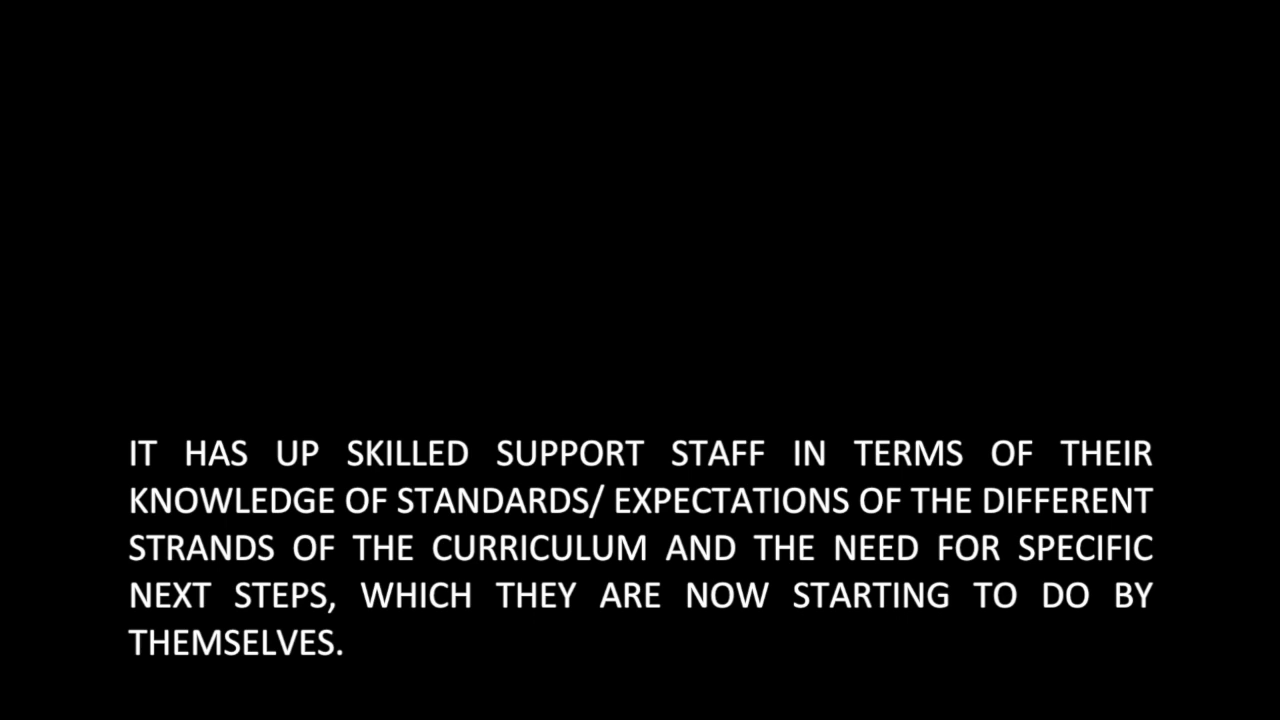 IT HAS UP SKILLED SUPPORT STAFF IN TERMS OF THEIR
KNOWLEDGE OF STANDARDS/ EXPECTATIONS OF THE DIFFERENT
STRANDS OF THE CURRICULUM AND THE NEED FOR SPECIFIC
NEXT STEPS, WHICH THEY ARE NOW STARTING TO DO BY
THEMSELVES.